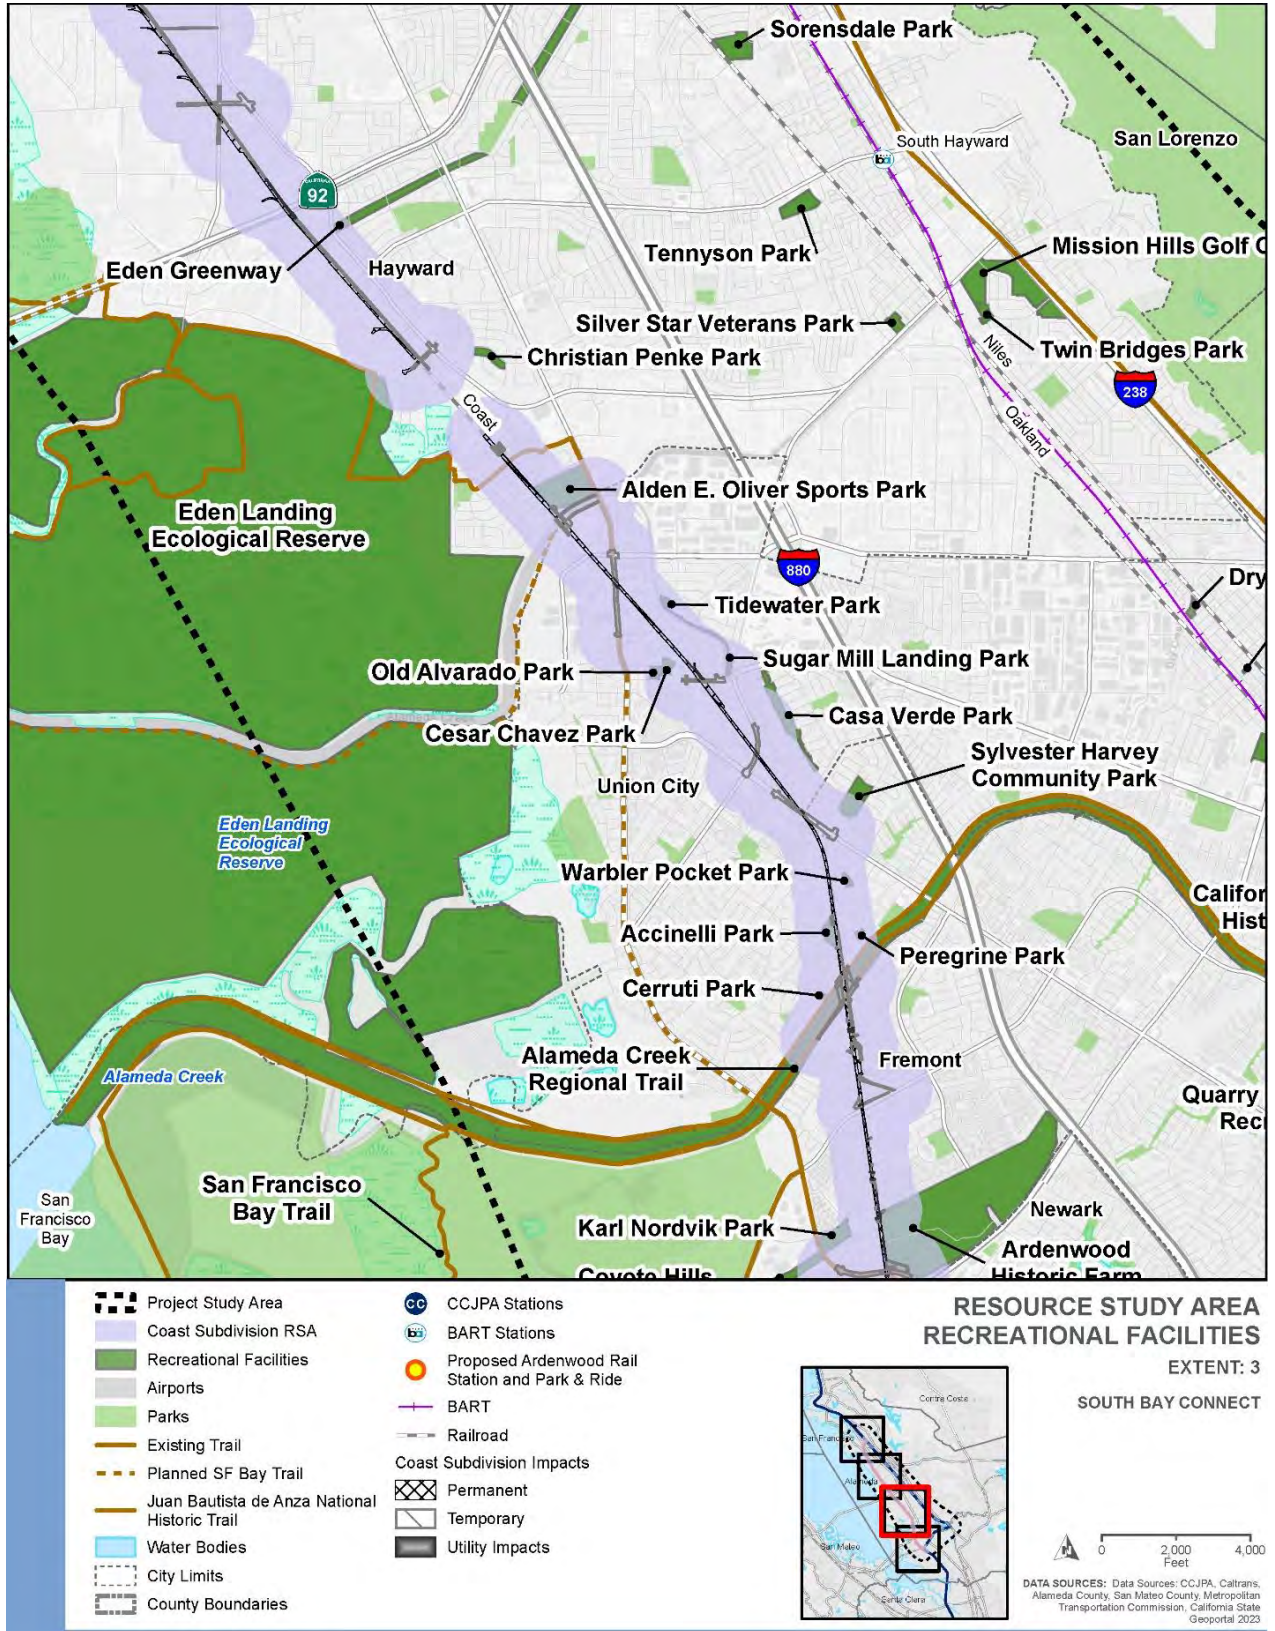 Sorensdale Park
South Hayward
San Lorenzo
92
Tennyson Park
Mission Hills Golf C
Eden Greenway
Hayward
Silver Star Veterans Park
Niles
Twin Bridges Park
Christian Penke Park
238
Coast
Oakland
Alden E. Oliver Sports Park
Eden Landing
Ecological Reserve
880
Dry
Tidewater Park
Sugar Mill Landing Park
Old Alvarado Park
Casa Verde Park
Cesar Chavez Park
Sylvester Harvey
Community Park
Union City
Eden Landing
Ecological
Reserve
Warbler Pocket Park
Califor
Hist
Accinelli Park
Peregrine Park
Cerruti Park
Alameda Creek
Regional Trail
Fremont
Alameda Creek
Quarry
Recr
San Francisco
Bay Trail
San
Francisco
Bay
Newark
Karl Nordvik Park
Ardenwood
Historic Farm
Coyote Hills
Project Study Area
Coast Subdivision RSA
Recreational Facilities
Airports
Parks
Existing Trail
Planned SF Bay Trail
Juan Bautista de Anza National
Historic Trail
Water Bodies
City Limits
County Boundaries
CC
CCJPA Stations
ba
BART Stations
Proposed Ardenwood Rail
Station and Park & Ride
BART
Railroad
Coast Subdivision Impacts
Permanent
Temporary
Utility Impacts
RESOURCE STUDY AREA
RECREATIONAL FACILITIES
EXTENT: 3
SOUTH BAY CONNECT
Contra Costa
San Francisco
Alameda
San Mateo
Santa Clara
N
0 2,000 4,000
Feet
DATA SOURCES: Data Sources: CCJPA, Caltrans,
Alameda County, San Mateo County, Metropolitan
Transportation Commission, California State
Geoportal 2023